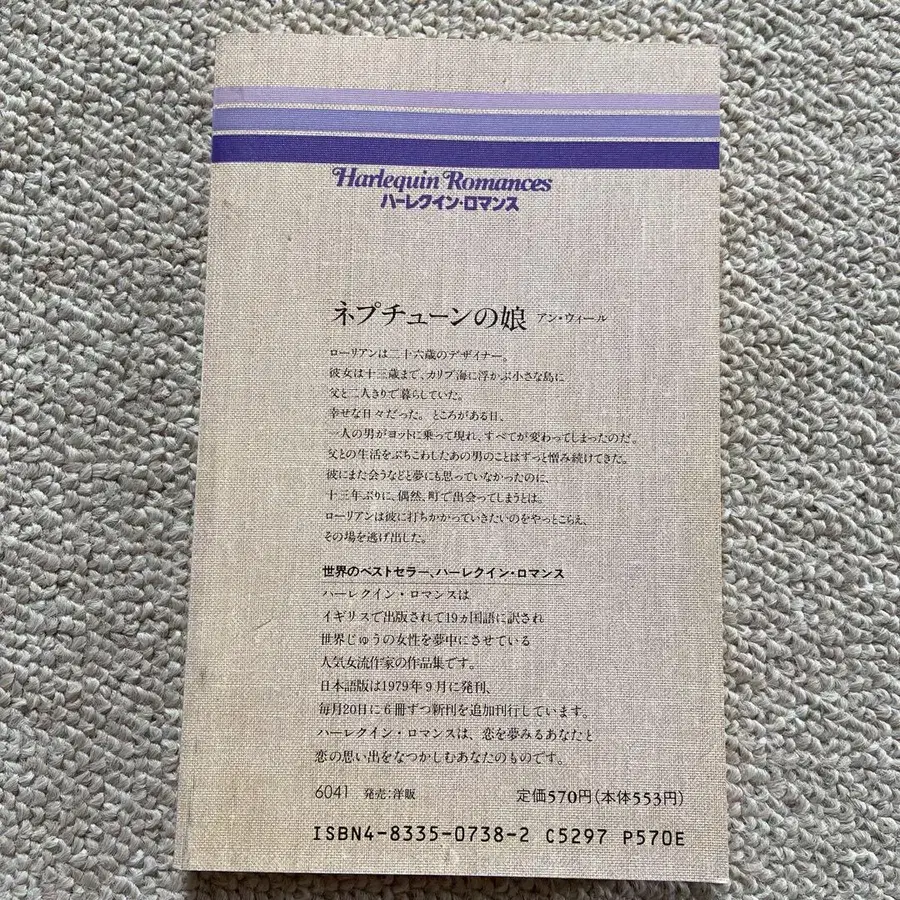 Harlequin Romances
ハーレクイン・ロマンス
ネプチューンの娘 アン・ウィール
ローリアンは二十六歳のデザイナー。
彼女は十三歳まで、カリブ海に浮かぶ小さな島に
父と二人きりで暮らしていた。
幸せな日々だった。ところがある日、
一人の男がヨットに乗って現れ、すべてが変わってしまったのだ。
父との生活をぶちこわしたあの男のことはずっと憎み続けてきた。
彼にまた会うなどと夢にも思っていなかったのに、
十三年ぶりに、偶然、町で出会ってしまうとは。
ローリアンは彼に打ちかかっていきたいのをやっとこらえ、
その場を逃げ出した。
世界のベストセラー、ハーレクイン・ロマンス
ハーレクイン・ロマンスは
イギリスで出版されて19ヵ国語に訳され
世界じゅうの女性を夢中にさせている
人気女流作家の作品集です。
日本語版は1979年9月に発刊、
毎月20日に6冊ずつ新刊を追加刊行しています。
ハーレクイン・ロマンスは、恋を夢みるあなたと
恋の思い出をなつかしむあなたのものです。
6041 発売:洋販 定価570円(本体553円)
ISBN4-8335-0738-2 C5297 P570E